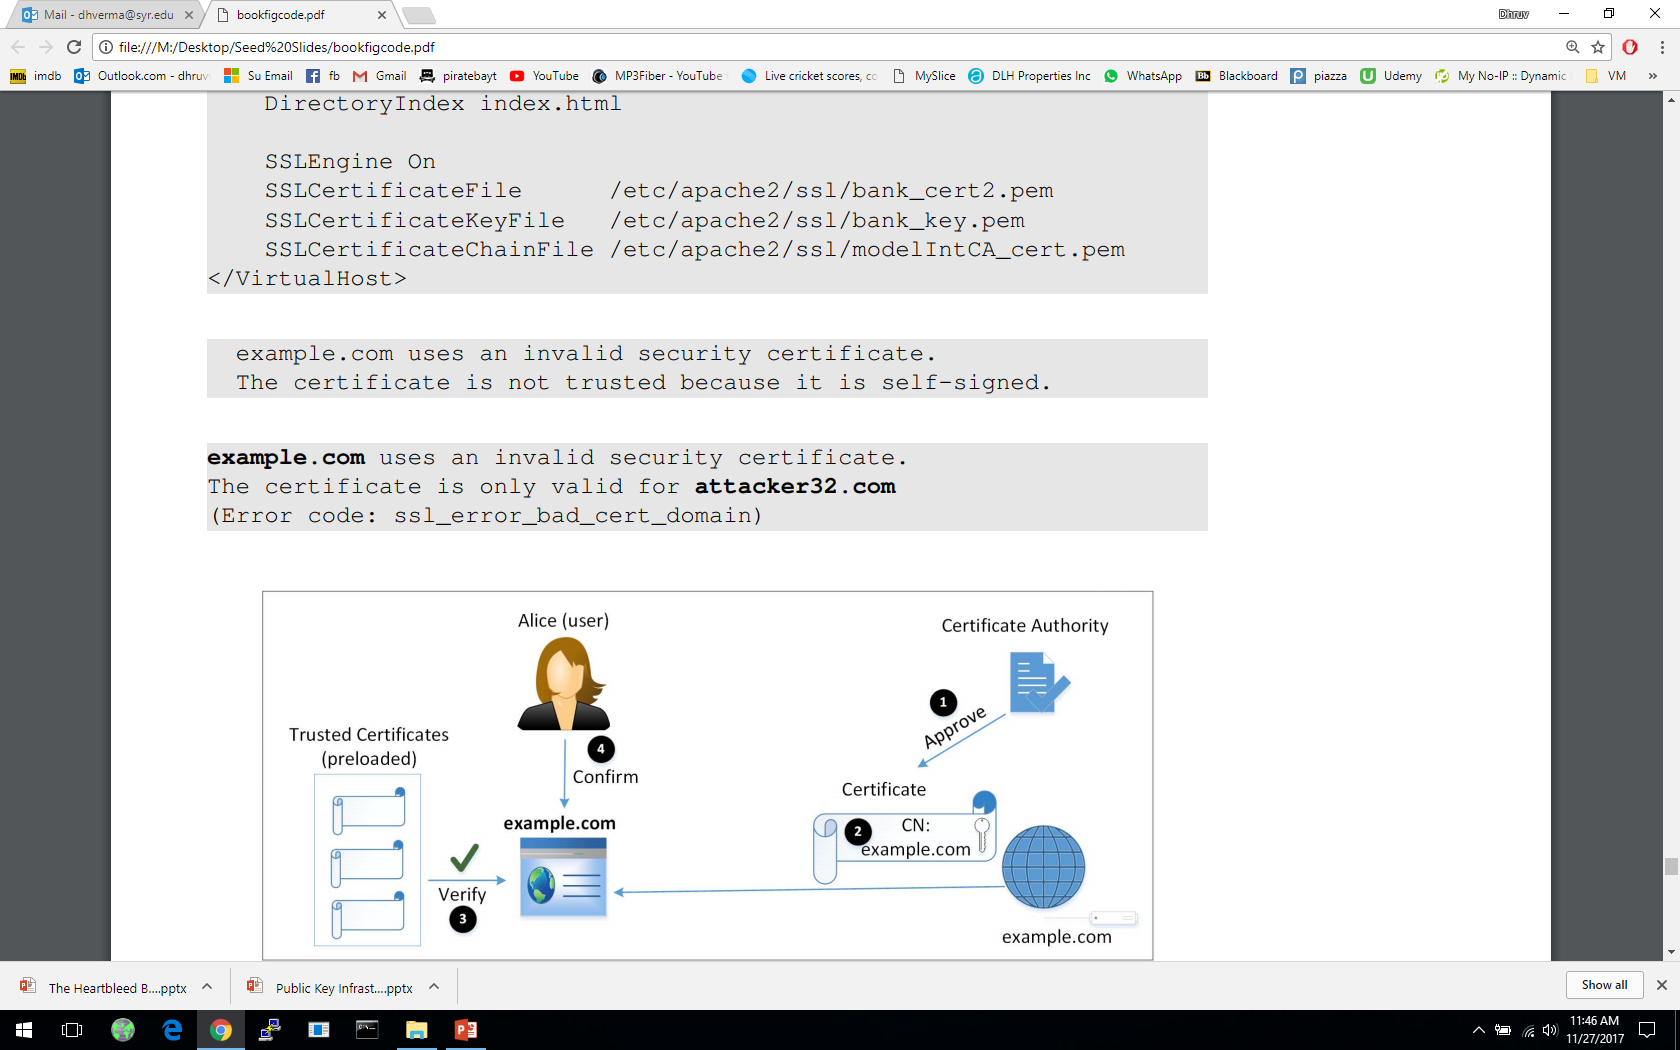 Mail - dhverma@syr.edu
bookfigcode.pdf
Dhruv
file:///M:/Desktop/Seed%20Slides/bookfigcode.pdf
imdb
Outlook.com - dhruv
Su Email
fb
Gmail
piratebayt
YouTube
MP3Fiber - YouTube
Live cricket scores, co
MySlice
DLH Properties Inc
WhatsApp
Bb
Blackboard
piazza
Udemy
My No-IP :: Dynamic
VM
»
DirectoryIndex index.html
SSLEngine On
SSLCertificateFile /etc/apache2/ssl/bank_cert2.pem
SSLCertificateKeyFile /etc/apache2/ssl/bank_key.pem
SSLCertificateChainFile /etc/apache2/ssl/modelIntCA_cert.pem
</VirtualHost>
example.com uses an invalid security certificate.
The certificate is not trusted because it is self-signed.
example.com uses an invalid security certificate.
The certificate is only valid for attacker32.com
(Error code: ssl_error_bad_cert_domain)
Alice (user)
Certificate Authority
1
Approve
Trusted Certificates
(preloaded)
4
Confirm
Certificate
example.com
2
CN:
example.com
Verify
3
example.com
The Heartbleed B....pptx
Public Key Infrast....pptx
Show all
11:46 AM
11/27/2017